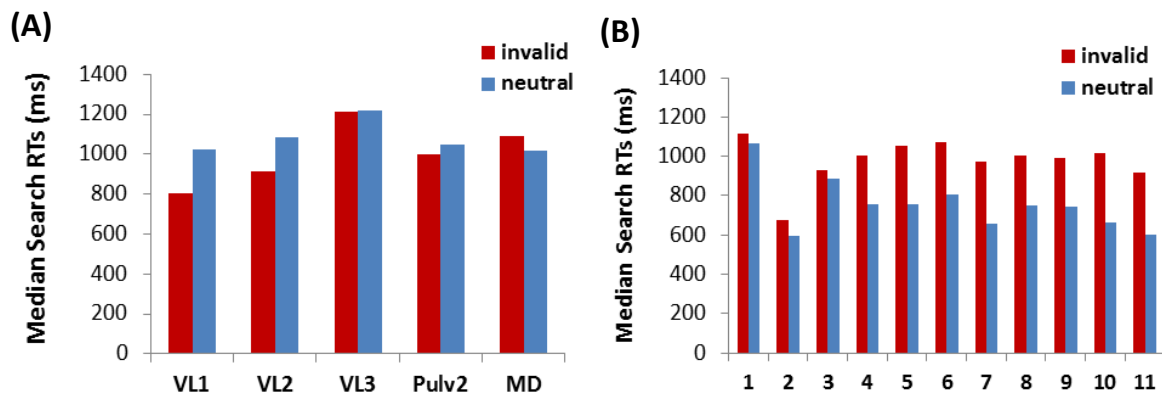 (A)
invalid
neutral
Median Search RTs (ms)
1400
1200
1000
800
600
400
200
0
VL1 VL2 VL3 Pulv2 MD
(B)
invalid
neutral
Median Search RTs (ms)
1400
1200
1000
800
600
400
200
0
1 2 3 4 5 6 7 8 9 10 11